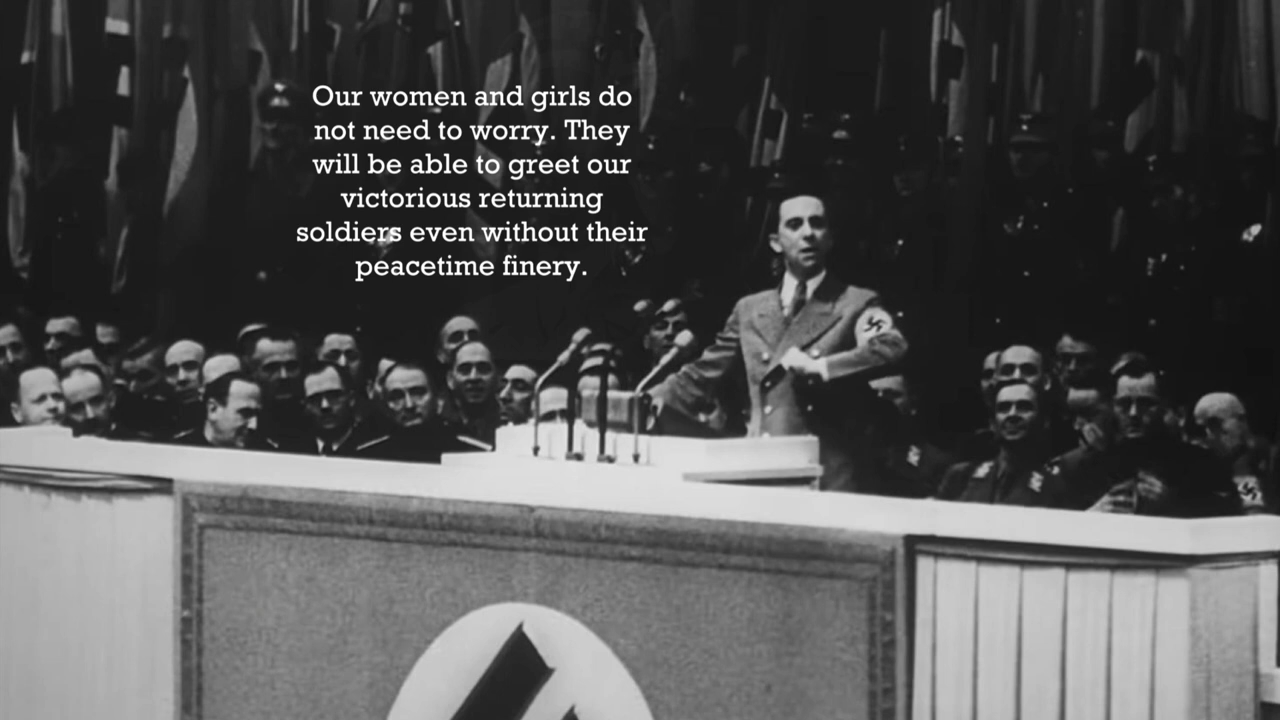 Our women and girls do
not need to worry. They
will be able to greet our
victorious returning
soldiers even without their
peacetime finery.